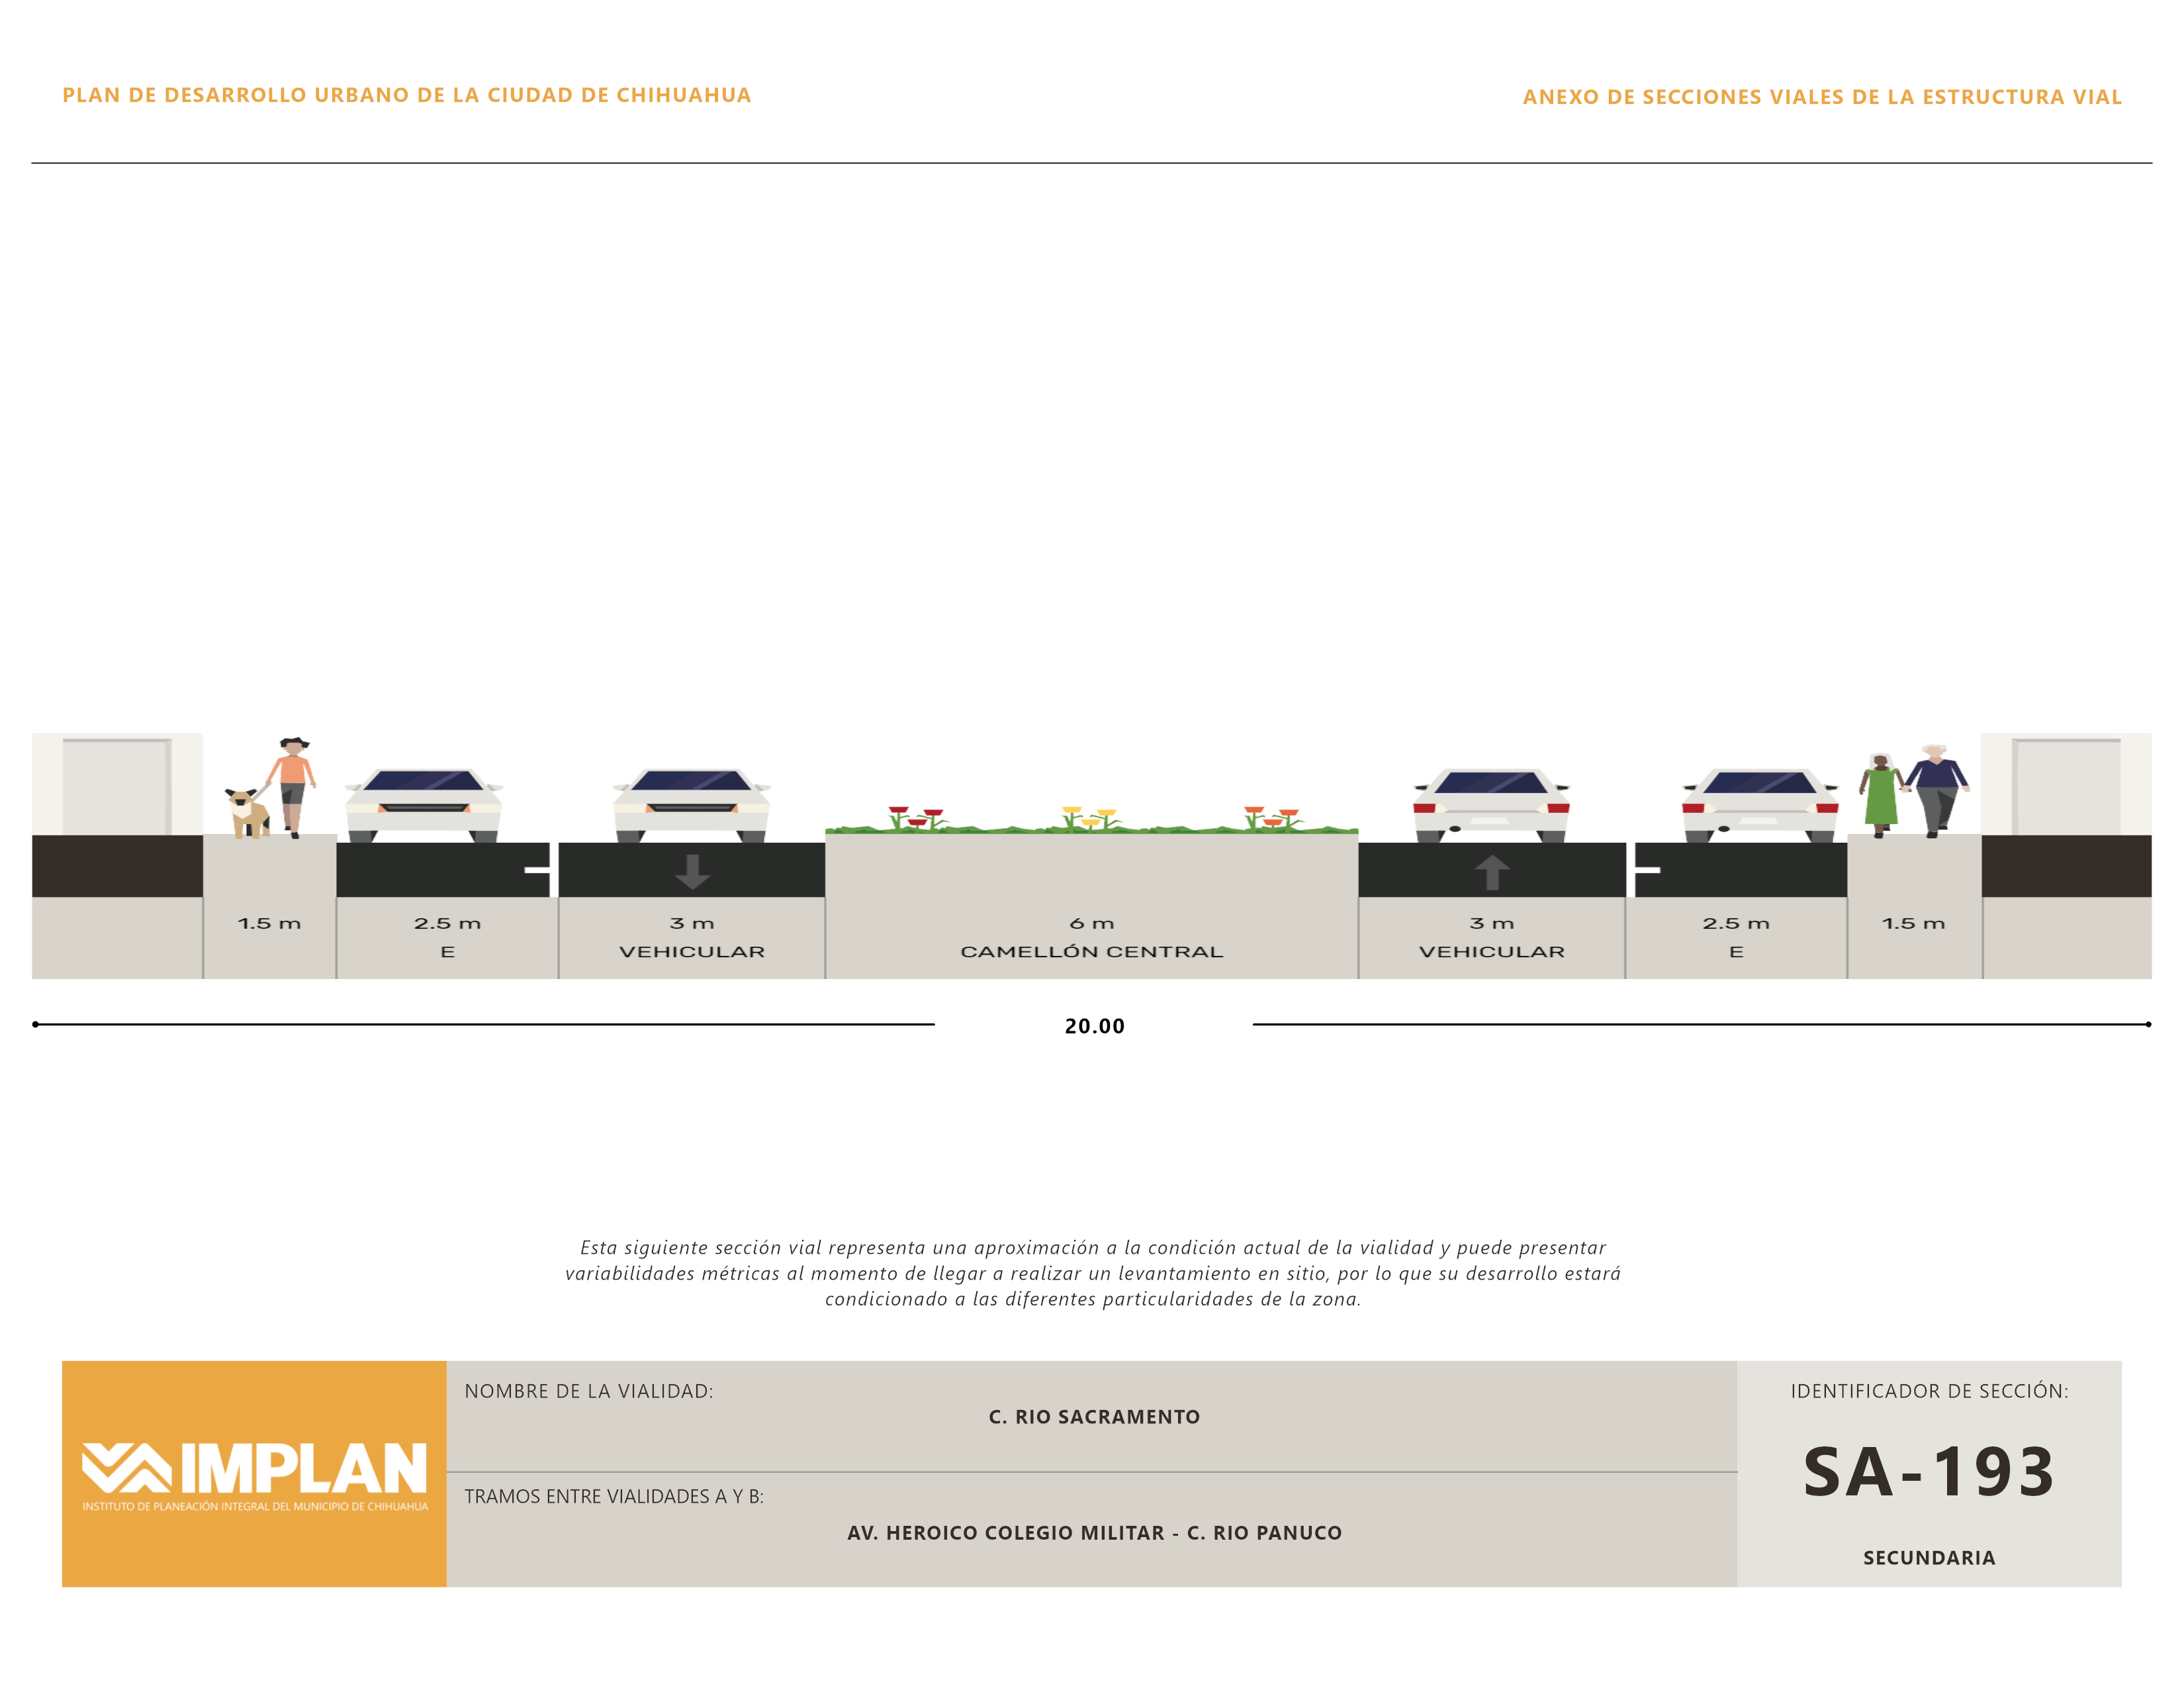 PLAN DE DESARROLLO URBANO DE LA CIUDAD DE CHIHUAHUA
ANEXO DE SECCIONES VIALES DE LA ESTRUCTURA VIAL
1.5 m
2.5 m
E
3 m
VEHICULAR
6 m
CAMELLÓN CENTRAL
3 m
VEHICULAR
2.5 m
E
1.5 m
20.00
Esta siguiente sección vial representa una aproximación a la condición actual de la vialidad y puede presentar
variabilidades métricas al momento de llegar a realizar un levantamiento en sitio, por lo que su desarrollo estará
condicionado a las diferentes particularidades de la zona.
IMPLAN
INSTITUTO DE PLANEACIÓN INTEGRAL DEL MUNICIPIO DE CHIHUAHUA
NOMBRE DE LA VIALIDAD:
C. RIO SACRAMENTO
TRAMOS ENTRE VIALIDADES A Y B:
AV. HEROICO COLEGIO MILITAR - C. RIO PANUCO
IDENTIFICADOR DE SECCIÓN:
SA-193
SECUNDARIA